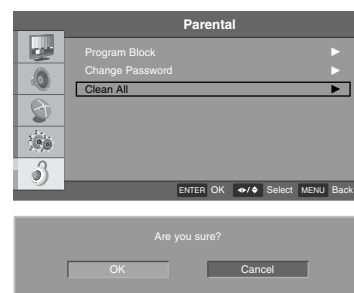 Parental
Program Block
Change Password
Clean All
ENTER OK Select MENU Back
Are you sure?
OK Cancel